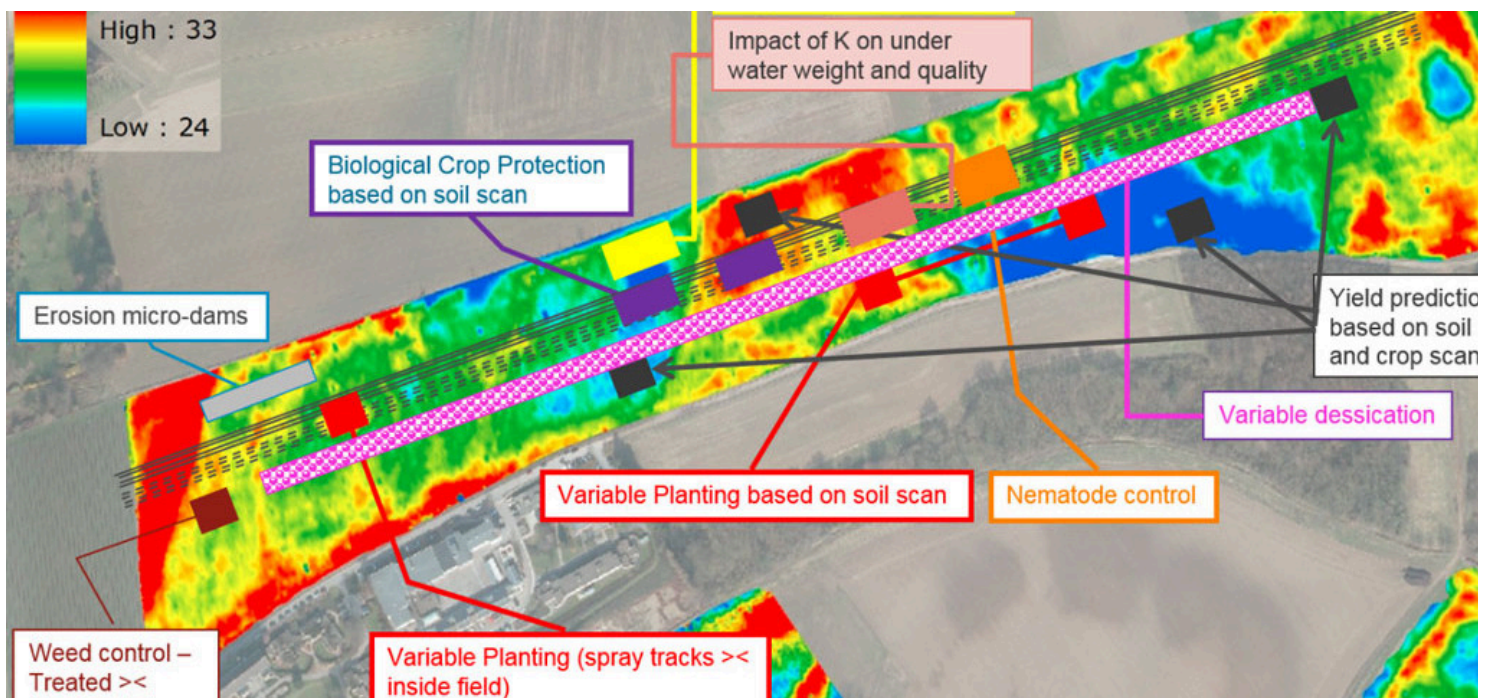 High : 33
Low : 24
Impact of K on under
water weight and quality
Biological Crop Protection
based on soil scan
Erosion micro-dams
Yield predictio
based on soil
and crop scan
Variable dessication
Variable Planting based on soil scan
Nematode control
Weed control –
Treated ><
Variable Planting (spray tracks ><
inside field)